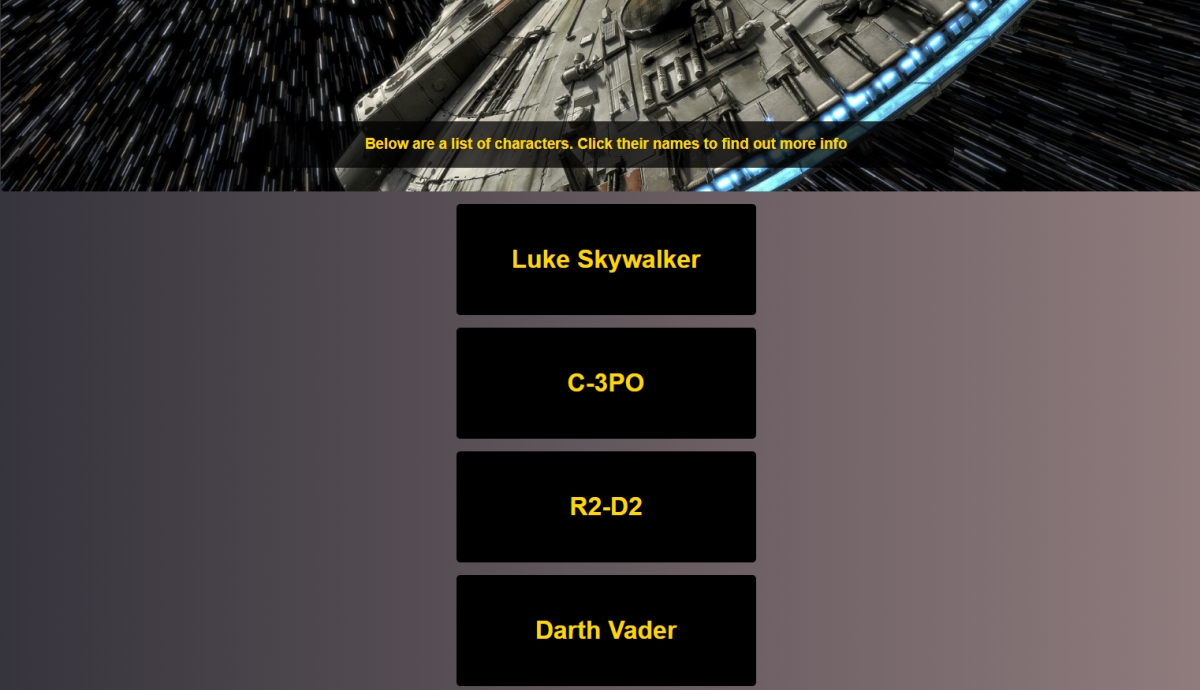 Below are a list of characters. Click their names to find out more info
Luke Skywalker
C-3PO
R2-D2
Darth Vader